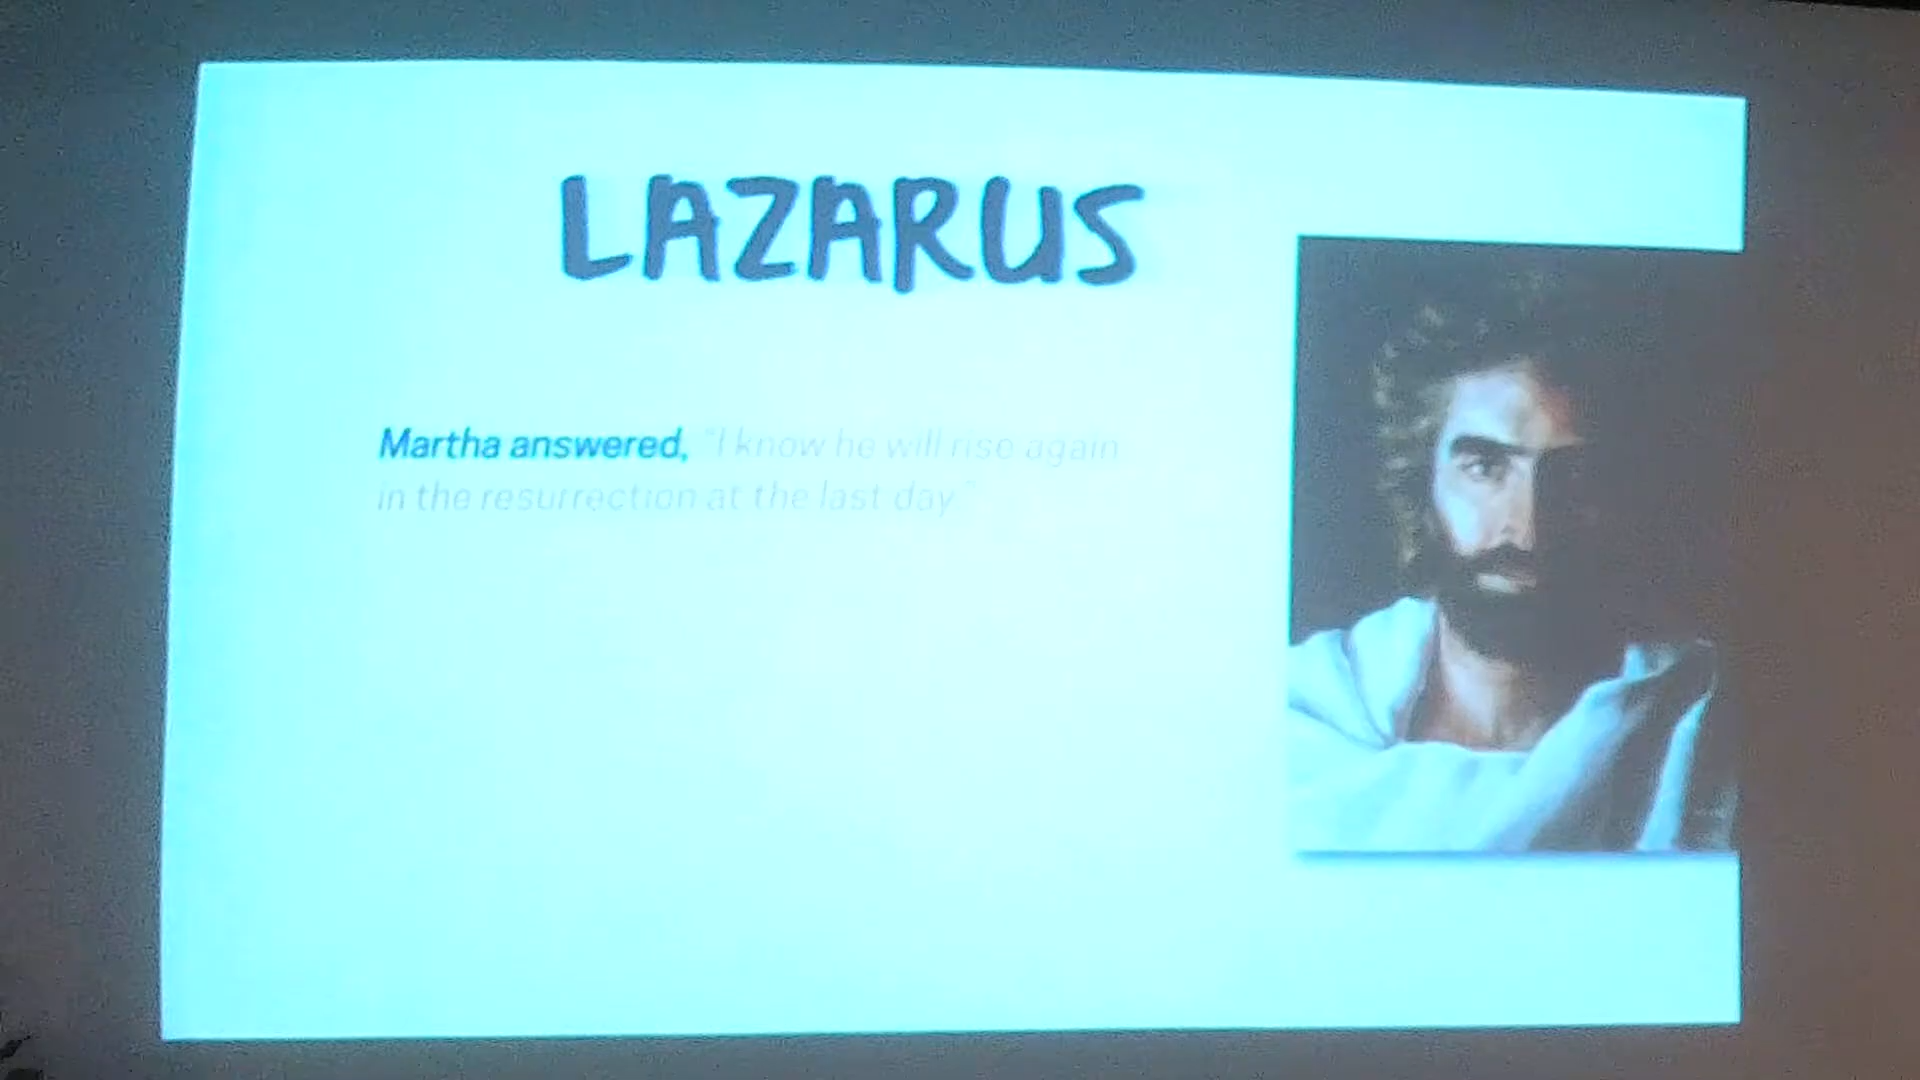 LAZARUS
Martha answered, "I know he will rise again
in the resurrection at the last day."